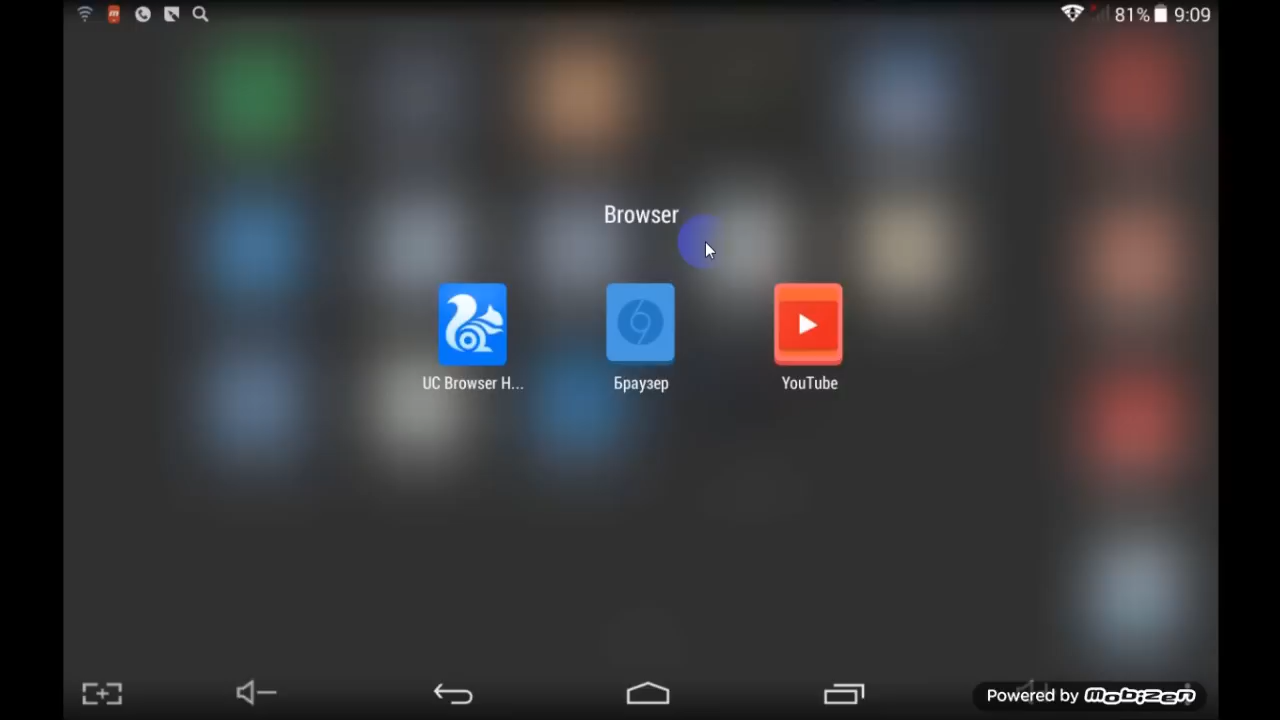 81% 9:09
Browser
UC Browser H...
Браузер
YouTube
Powered by Mobizen